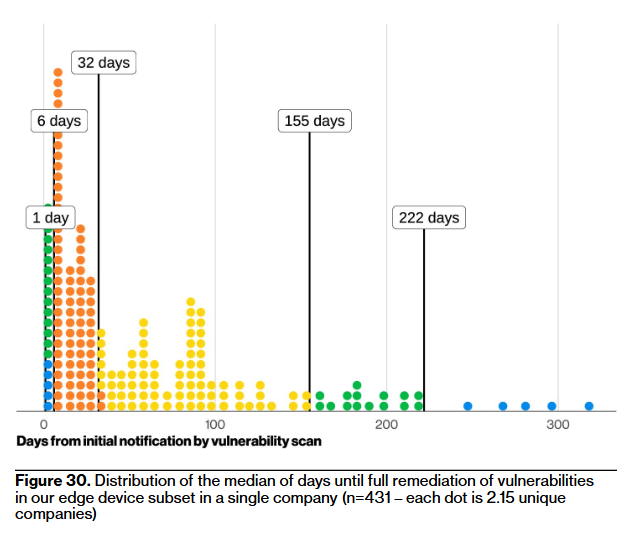 32 days
6 days
155 days
1 day
222 days
0
100
200
300
Days from initial notification by vulnerability scan
Figure 30. Distribution of the median of days until full remediation of vulnerabilities
in our edge device subset in a single company (n=431 – each dot is 2.15 unique
companies)